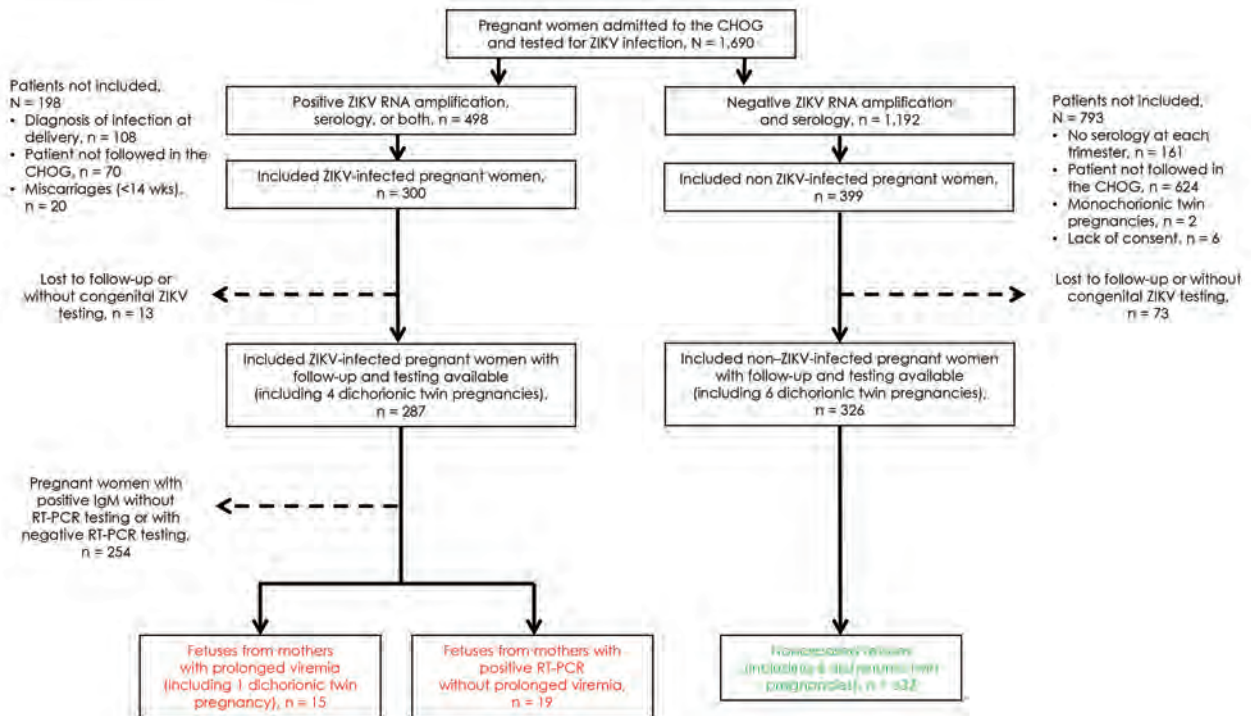 Pregnant women admitted to the CHOG
and tested for ZIKV infection, N = 1,690
Patients not included,
N = 198
• Diagnosis of infection at
delivery, n = 108
• Patient not followed in the
CHOG, n = 70
• Miscarriages (<14 wks),
n = 20
Positive ZIKV RNA amplification,
serology, or both, n = 498
Negative ZIKV RNA amplification
and serology, n = 1,192
Patients not included,
N = 793
• No serology at each
trimester, n = 161
• Patient not followed in
the CHOG, n = 624
• Monochorionic twin
pregnancies, n = 2
• Lack of consent, n = 6
Included ZIKV-infected pregnant women,
n = 300
Included non ZIKV-infected pregnant women,
n = 399
Lost to follow-up or
without congenital ZIKV
testing, n = 13
Lost to follow-up or without
congenital ZIKV testing,
n = 73
Included ZIKV-infected pregnant women with
follow-up and testing available
(including 4 dichorionic twin pregnancies),
n = 287
Included non–ZIKV-infected pregnant women
with follow-up and testing available
(including 6 dichorionic twin pregnancies),
n = 326
Pregnant women with
positive IgM without
RT-PCR testing or with
negative RT-PCR testing,
n = 254
Fetuses from mothers
with prolonged viremia
(including 1 dichorionic twin
pregnancy), n = 15
Fetuses from mothers with
positive RT-PCR
without prolonged viremia,
n = 19
(including 6 twin
pregnancies), n =